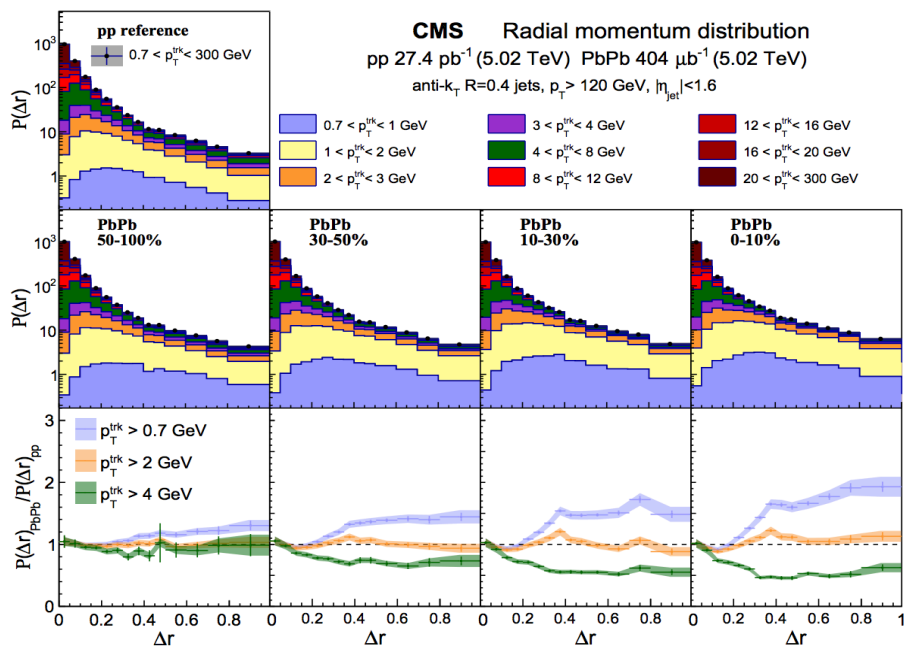 pp reference
0.7 < p_T^trk < 300 GeV
CMS Radial momentum distribution
pp 27.4 pb⁻¹ (5.02 TeV) PbPb 404 μb⁻¹ (5.02 TeV)
anti-k_T R=0.4 jets, p_T > 120 GeV, |η_jet|<1.6
0.7 < p_T^trk < 1 GeV
1 < p_T^trk < 2 GeV
2 < p_T^trk < 3 GeV
3 < p_T^trk < 4 GeV
4 < p_T^trk < 8 GeV
8 < p_T^trk < 12 GeV
12 < p_T^trk < 16 GeV
16 < p_T^trk < 20 GeV
20 < p_T^trk < 300 GeV
P(Δr)
10³
10²
10
1
PbPb
50-100%
PbPb
30-50%
PbPb
10-30%
PbPb
0-10%
P(Δr)
10³
10²
10
1
p_T^trk > 0.7 GeV
p_T^trk > 2 GeV
p_T^trk > 4 GeV
P(Δr)_PbPb/P(Δr)_pp
3
2
1
0
0 0.2 0.4 0.6 0.8
0 0.2 0.4 0.6 0.8
0 0.2 0.4 0.6 0.8
0 0.2 0.4 0.6 0.8 1
Δr
Δr
Δr
Δr